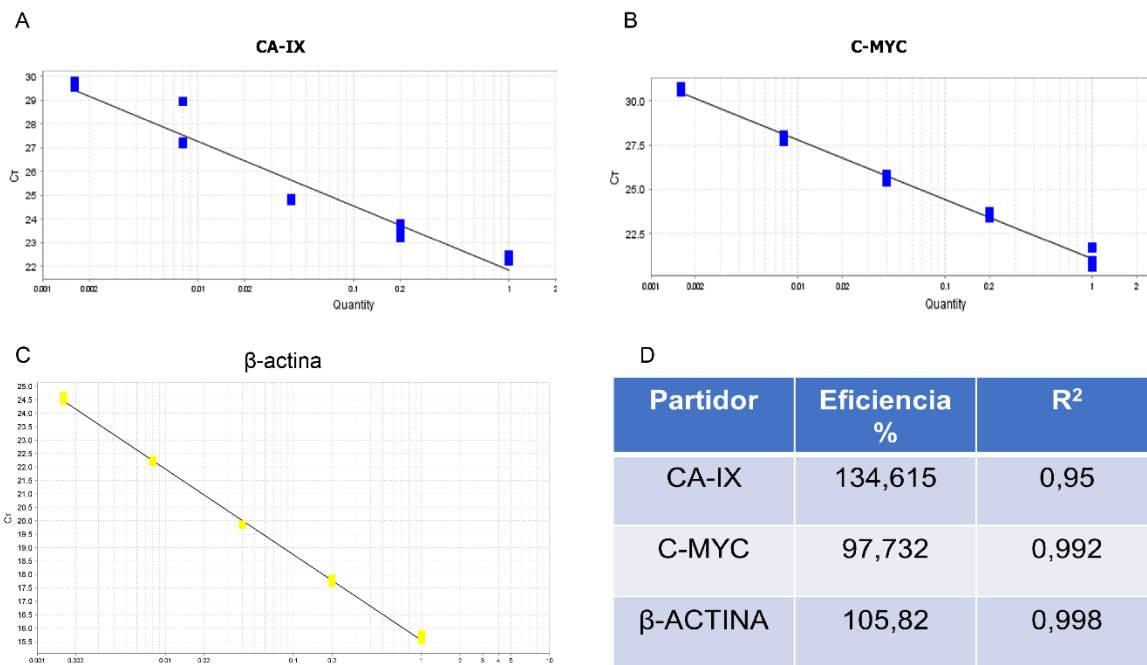 A
CA-IX
30
29
28
27
26
25
24
23
22
CT
0.001 0.002 0.01 0.02 0.1 0.2 1 2
Quantity
B
C-MYC
30.0
27.5
25.0
22.5
CT
0.001 0.002 0.01 0.02 0.1 0.2 1 2
Quantity
C
β-actina
25.0
24.5
24.0
23.5
23.0
22.5
22.0
21.5
21.0
20.5
20.0
19.5
19.0
18.5
18.0
17.5
17.0
16.5
16.0
15.5
CT
0.001 0.002 0.01 0.02 0.1 0.2 1 2 3 4 5 10
D
Partidor Eficiencia % R²
CA-IX 134,615 0,95
C-MYC 97,732 0,992
β-ACTINA 105,82 0,998